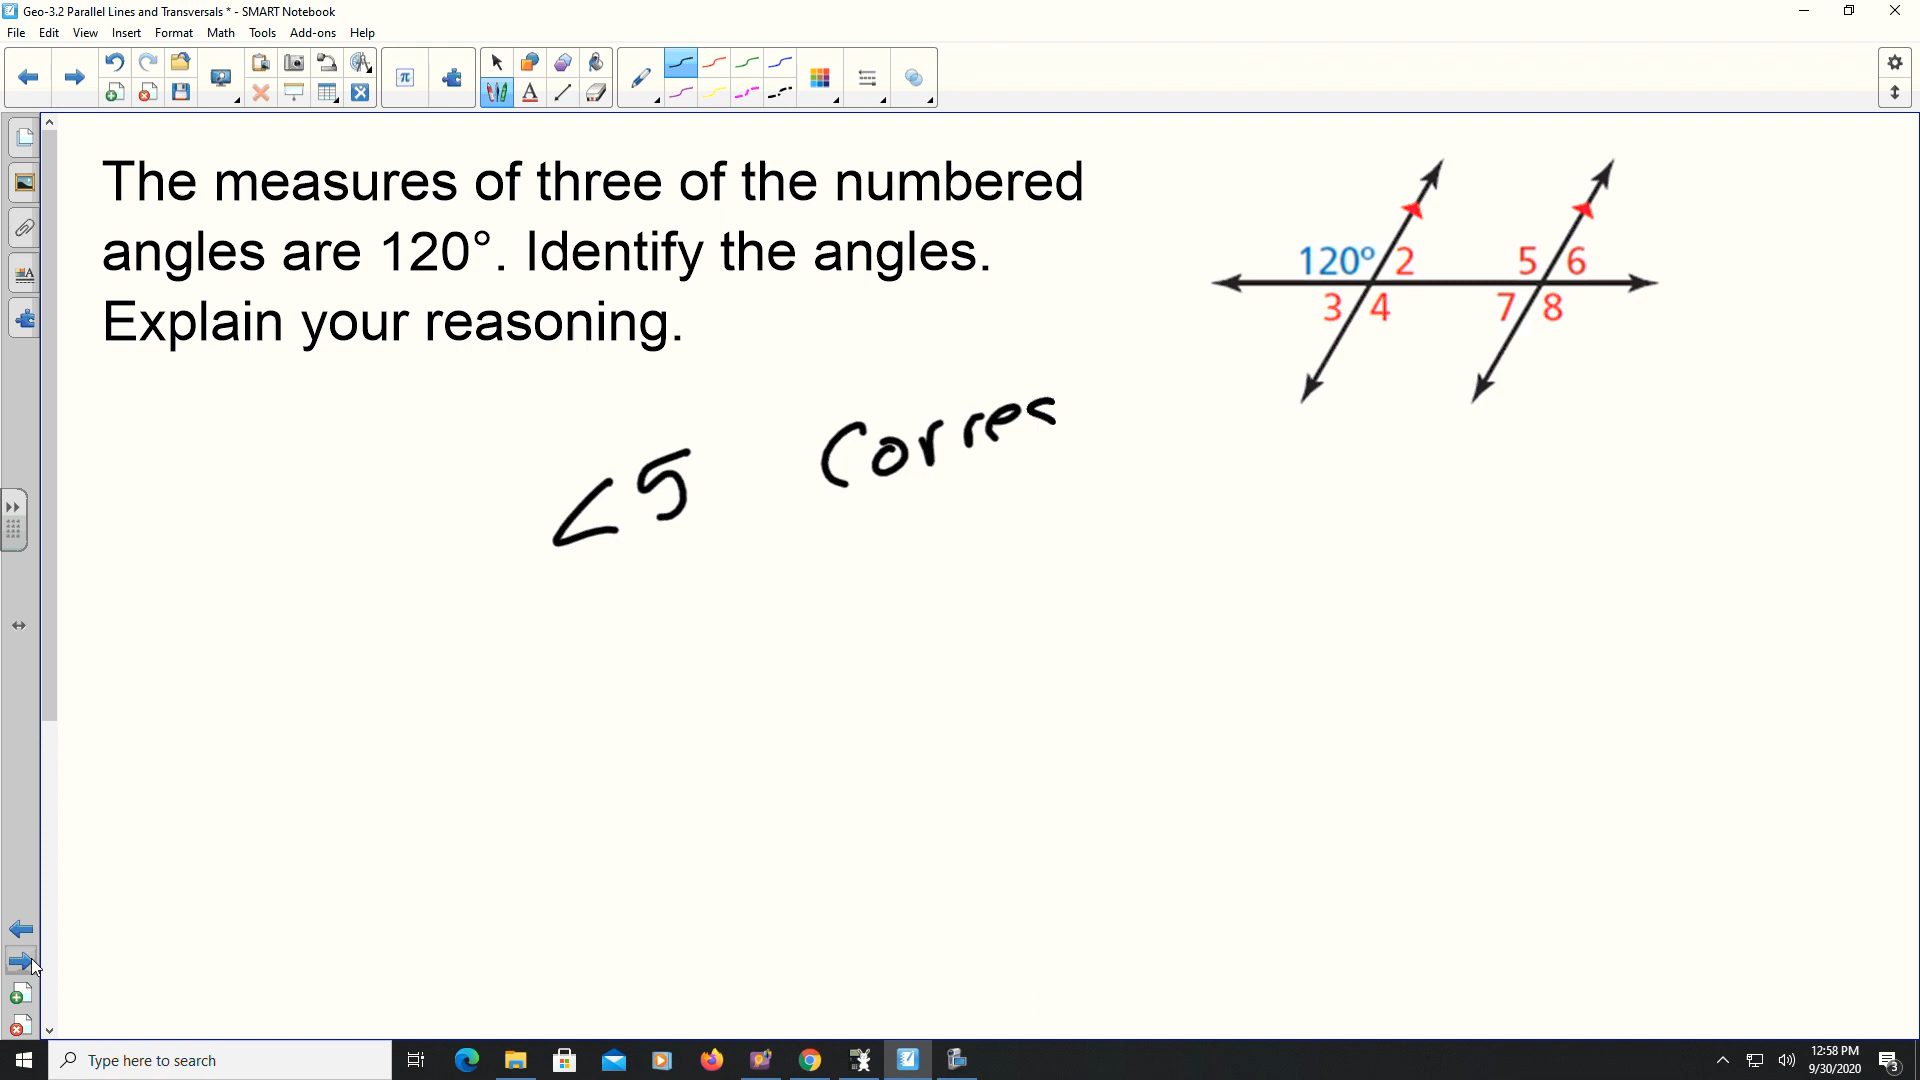 Geo-3.2 Parallel Lines and Transversals * - SMART Notebook
File Edit View Insert Format Math Tools Add-ons Help
The measures of three of the numbered
angles are 120°. Identify the angles.
Explain your reasoning.
120° 2 5 6
3 4 7 8
<5 Corres
Type here to search
12:58 PM
9/30/2020
3